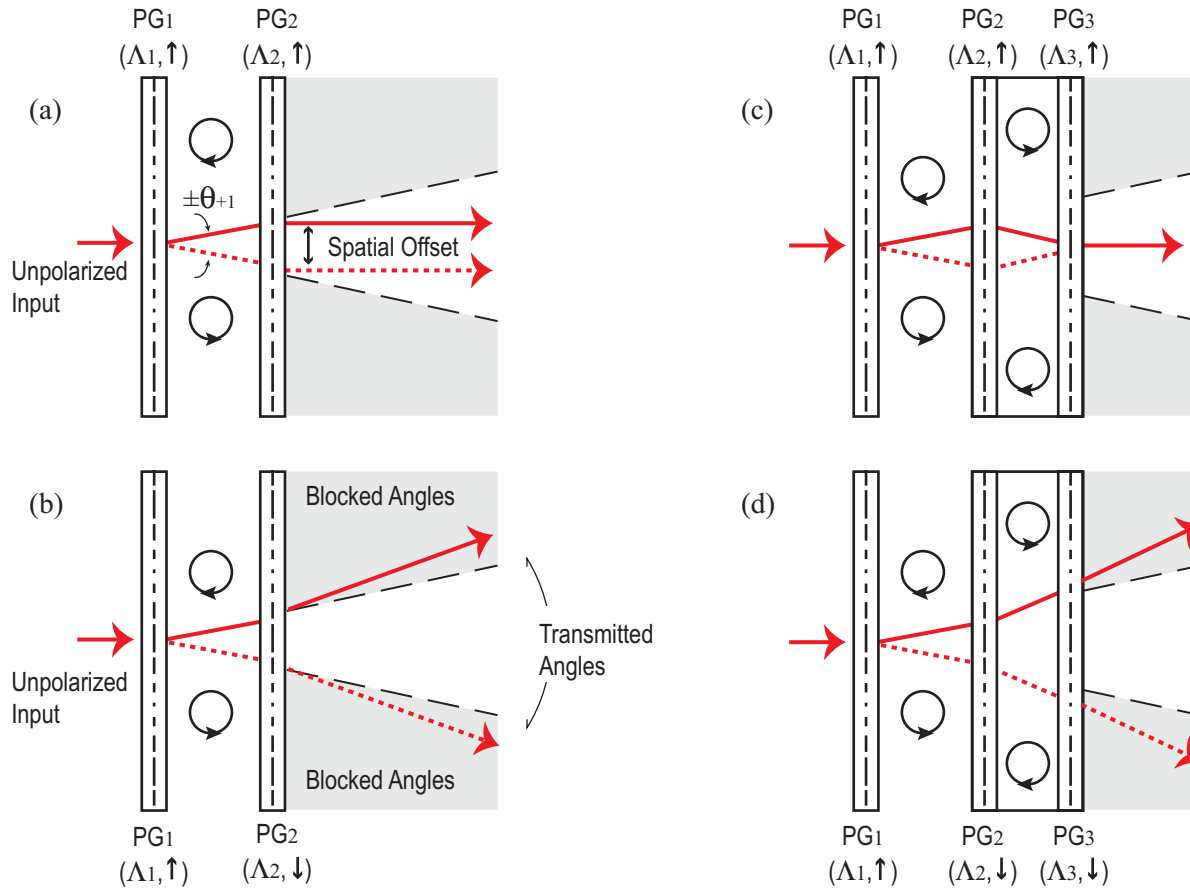 PG1
(Λ1, ↑)
PG2
(Λ2, ↑)
(a)
±θ+1
Unpolarized
Input
Spatial Offset
PG1
(Λ1, ↑)
PG2
(Λ2, ↑)
PG3
(Λ3, ↑)
(c)
(b)
Blocked Angles
Unpolarized
Input
Transmitted
Angles
Blocked Angles
PG1
(Λ1, ↑)
PG2
(Λ2, ↓)
(d)
PG1
(Λ1, ↑)
PG2
(Λ2, ↓)
PG3
(Λ3, ↓)